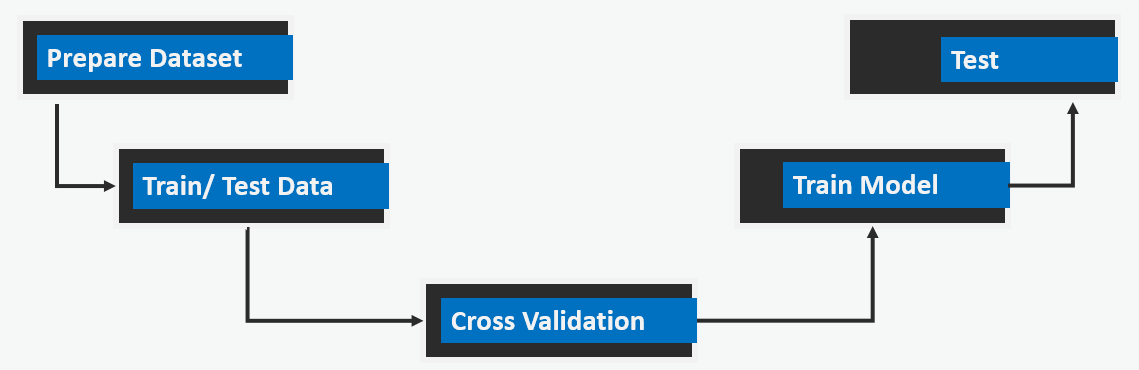 Prepare Dataset
Train/ Test Data
Cross Validation
Train Model
Test